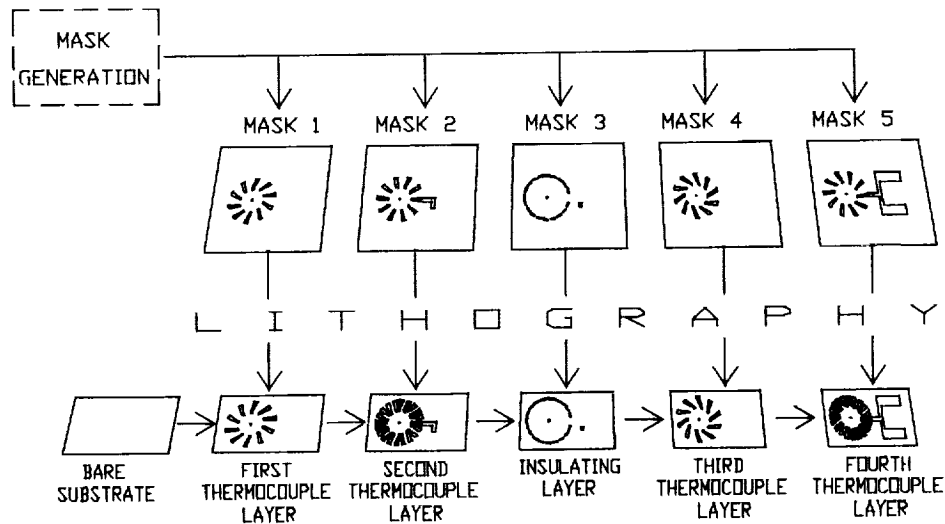 MASK
GENERATION
MASK 1
MASK 2
MASK 3
MASK 4
MASK 5
LITHOGRAPHY
BARE
SUBSTRATE
FIRST
THERMOCOUPLE
LAYER
SECOND
THERMOCOUPLE
LAYER
INSULATING
LAYER
THIRD
THERMOCOUPLE
LAYER
FOURTH
THERMOCOUPLE
LAYER